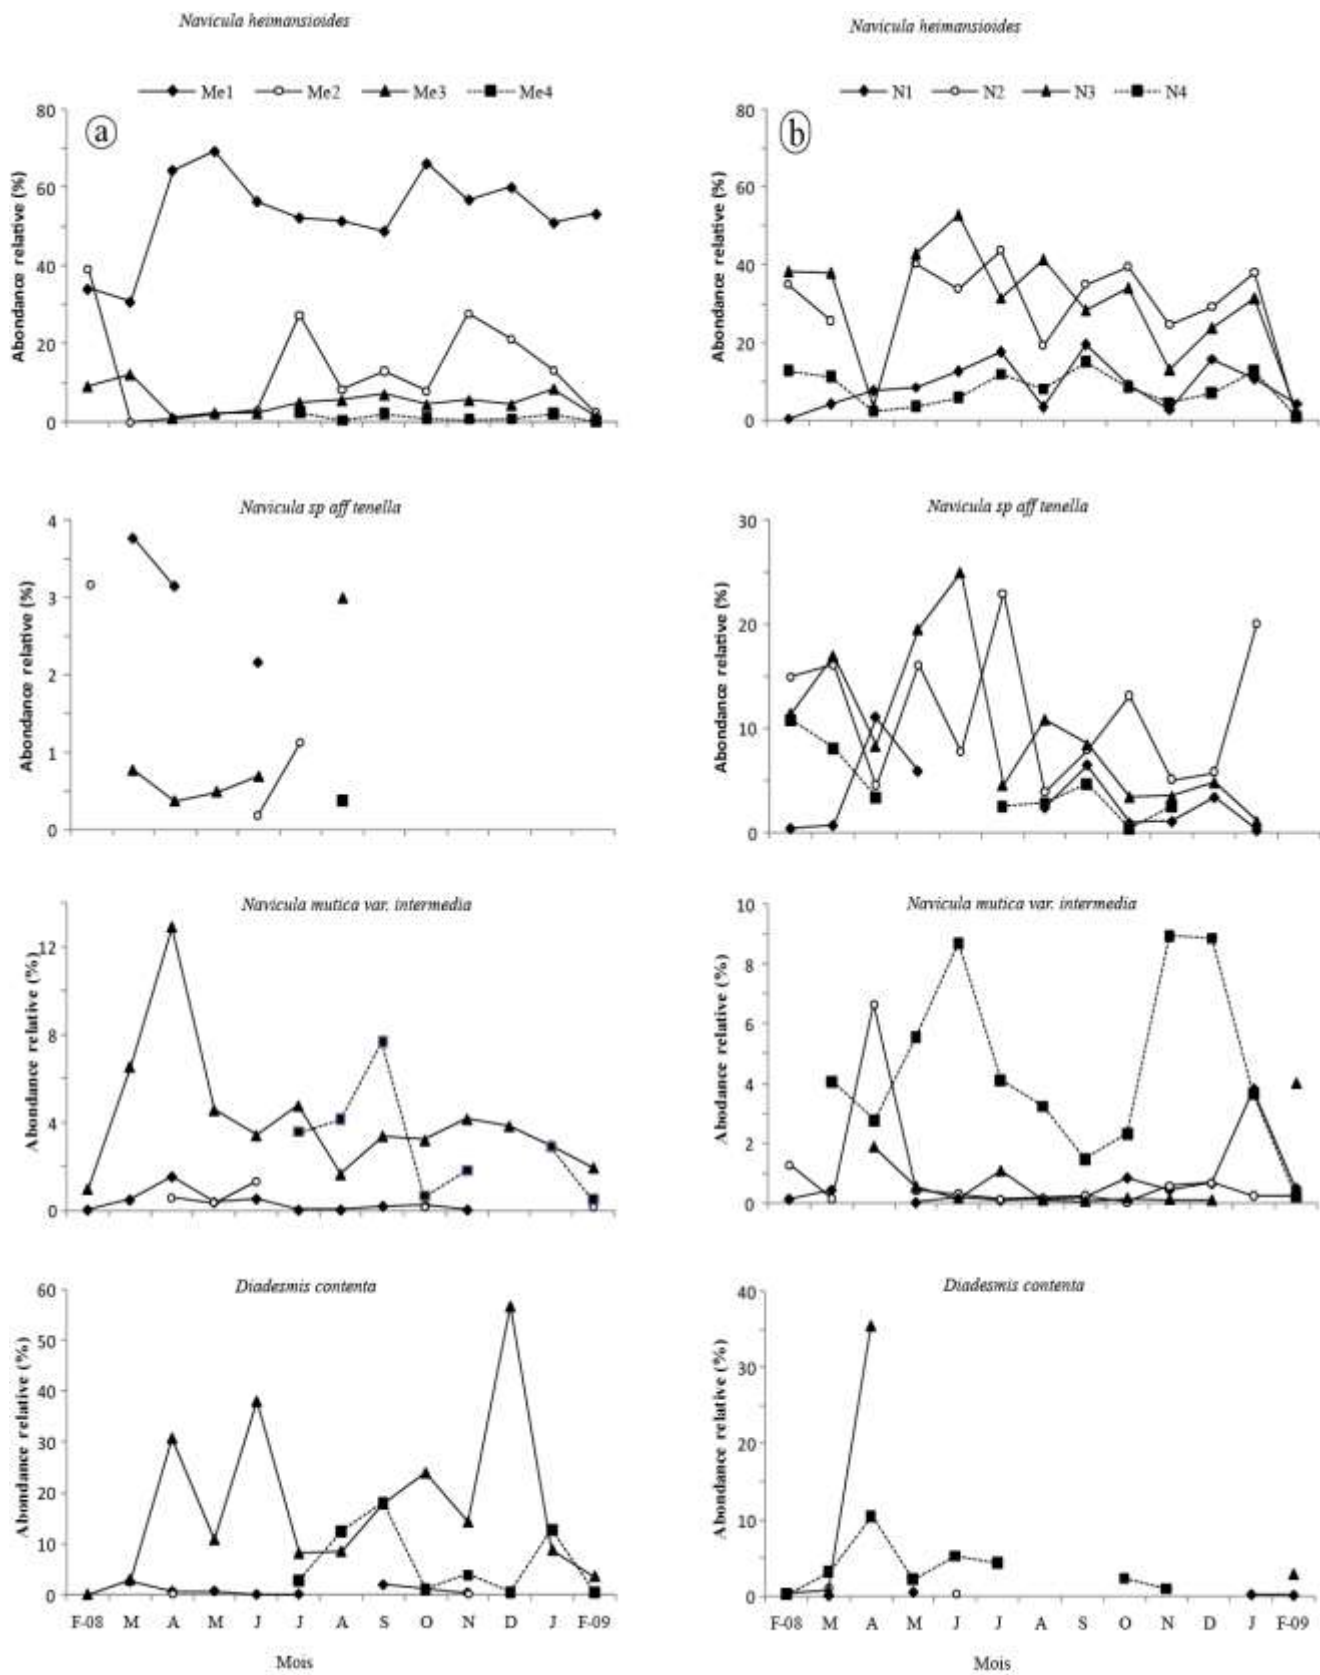 Navicula heimansioides
Navicula heimansioides
Me1 Me2 Me3 Me4
N1 N2 N3 N4
a
80
60
40
20
0
Abondance relative (%)
b
80
60
40
20
0
Abondance relative (%)
Navicula sp aff tenella
4
3
2
1
0
Abondance relative (%)
Navicula sp aff tenella
30
20
10
0
Abondance relative (%)
Navicula mutica var. intermedia
12
8
4
0
Abondance relative (%)
Navicula mutica var. intermedia
10
8
6
4
2
0
Abodance relative (%)
Diadesmis contenta
60
50
40
30
20
10
0
Abondance relative (%)
F-08 M A M J J A S O N D J F-09
Mois
Diadesmis contenta
40
30
20
10
0
Abondance relative (%)
F-08 M A M J J A S O N D J F-09
Mois